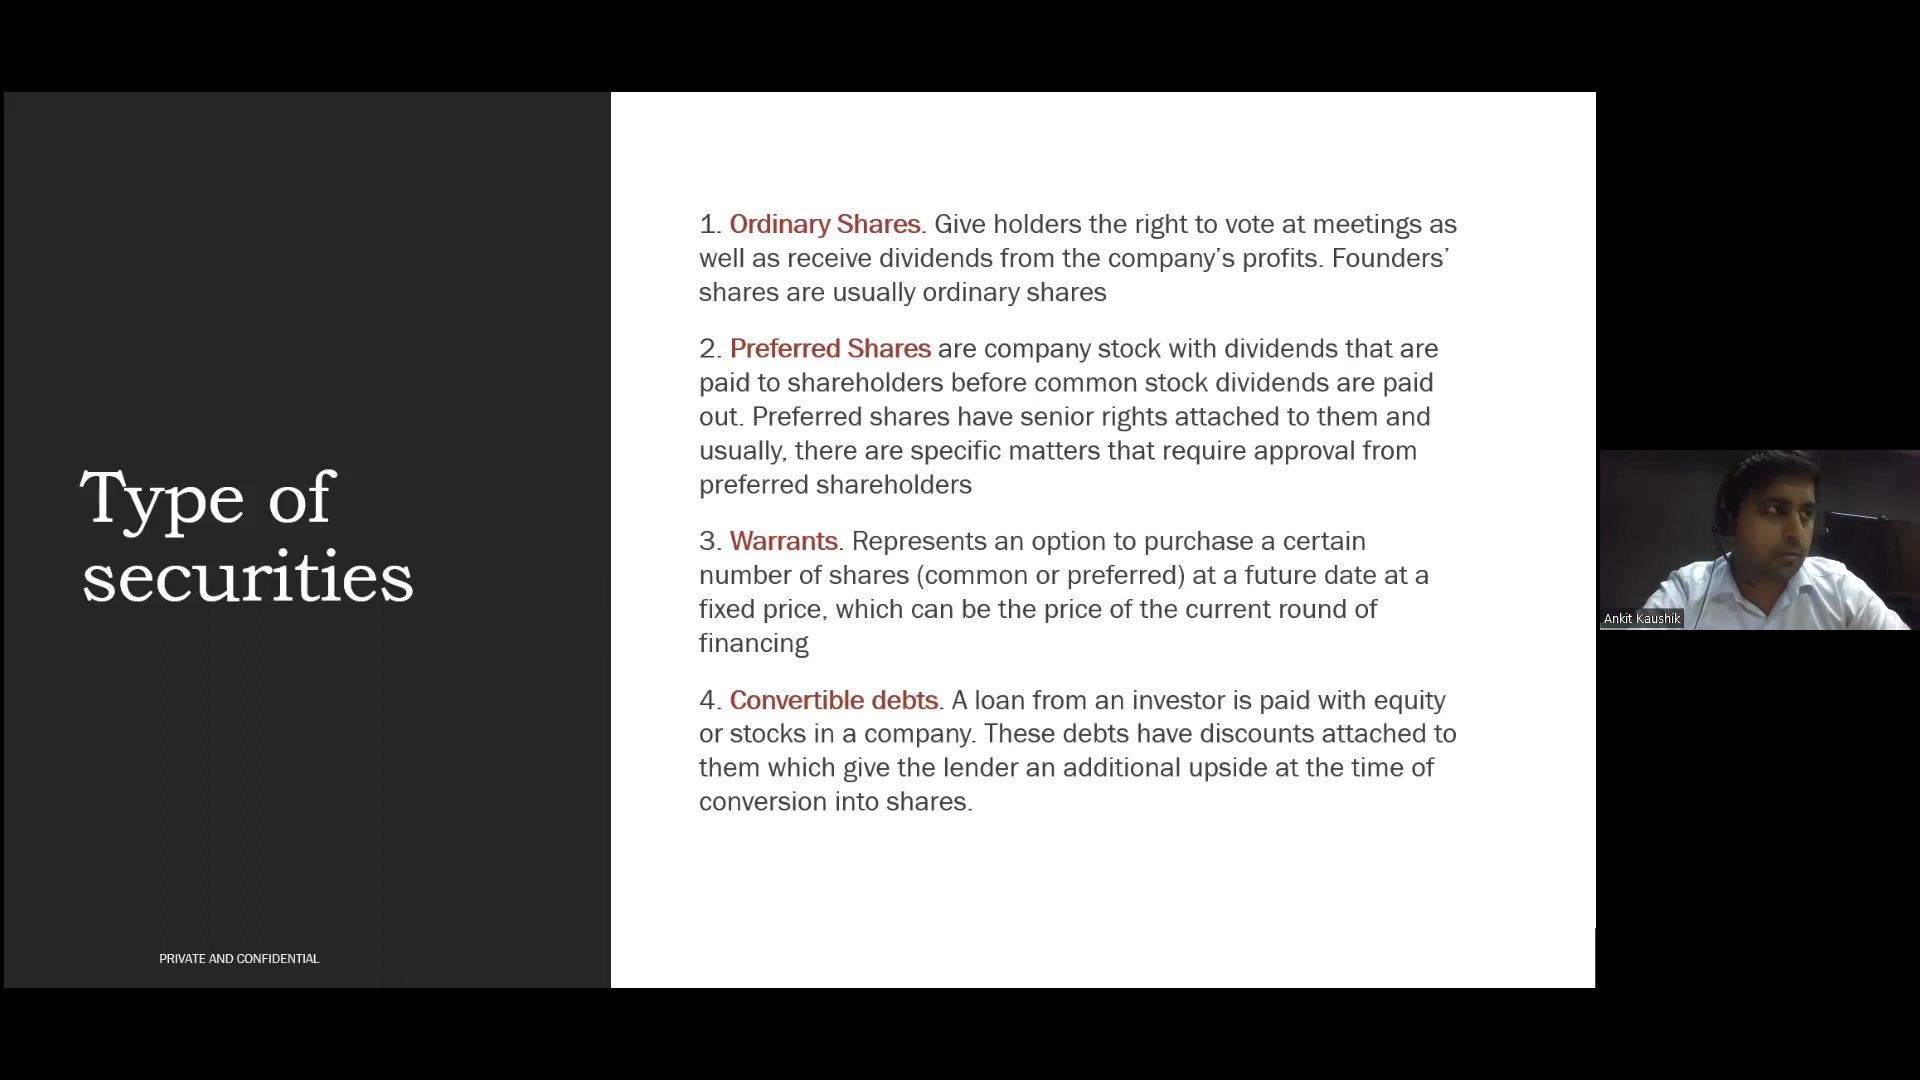 Type of
securities
PRIVATE AND CONFIDENTIAL
1. Ordinary Shares. Give holders the right to vote at meetings as
well as receive dividends from the company’s profits. Founders’
shares are usually ordinary shares
2. Preferred Shares are company stock with dividends that are
paid to shareholders before common stock dividends are paid
out. Preferred shares have senior rights attached to them and
usually, there are specific matters that require approval from
preferred shareholders
3. Warrants. Represents an option to purchase a certain
number of shares (common or preferred) at a future date at a
fixed price, which can be the price of the current round of
financing
4. Convertible debts. A loan from an investor is paid with equity
or stocks in a company. These debts have discounts attached to
them which give the lender an additional upside at the time of
conversion into shares.
Ankit Kaushik